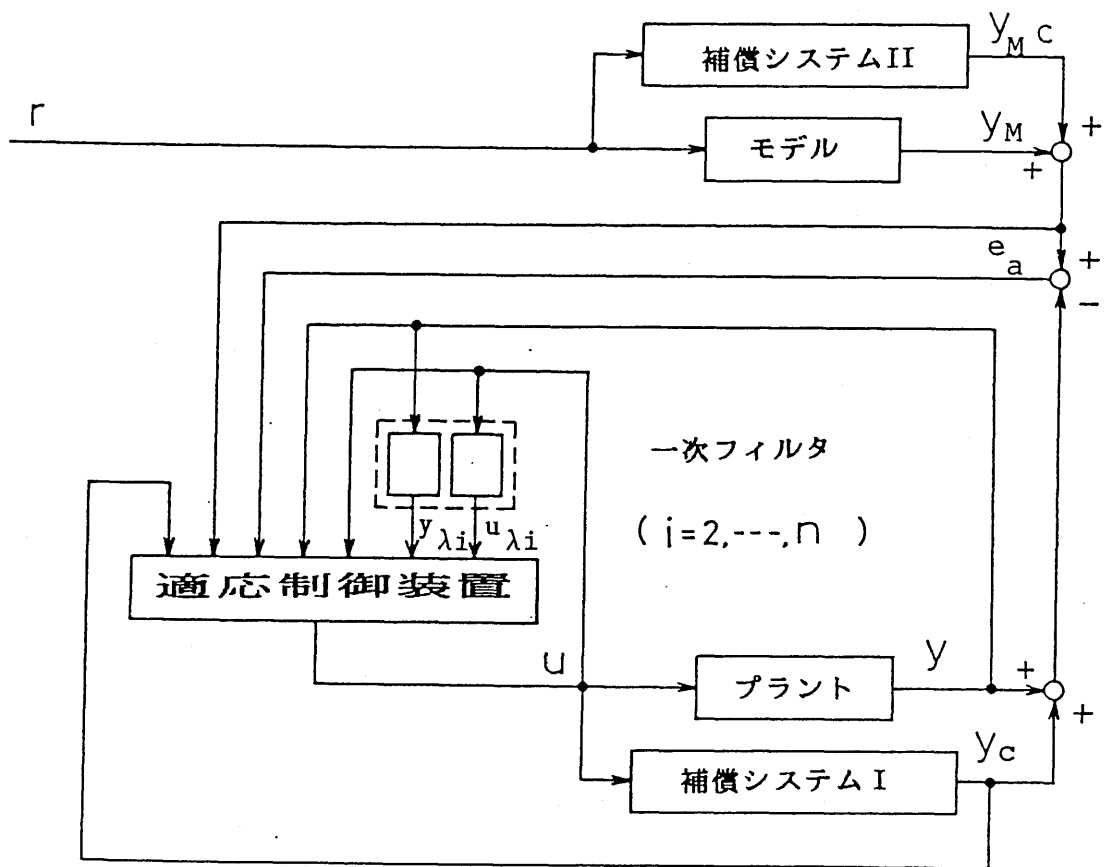 補償システムII
y_M c
r
+
モデル
y_M
+
e_a
+
−
一次フィルタ
y_λi
u_λi
( i=2,---,n )
適応制御装置
u
プラント
y
+
+
補償システムI
y_c